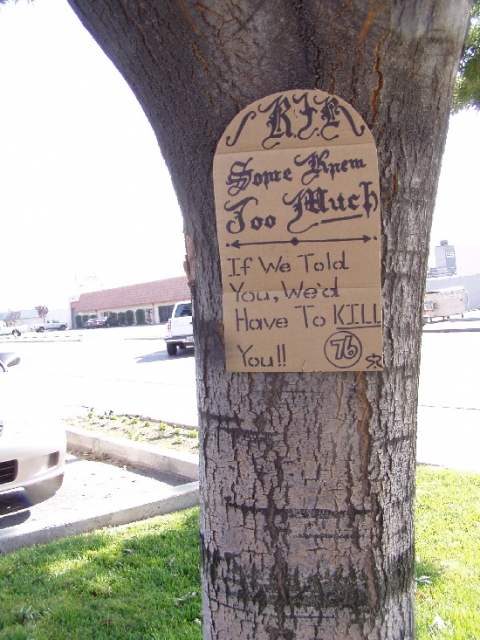 R.I.P.
Some Knew
Too Much
If We Told
You, We'd
Have To KILL
You!! 76